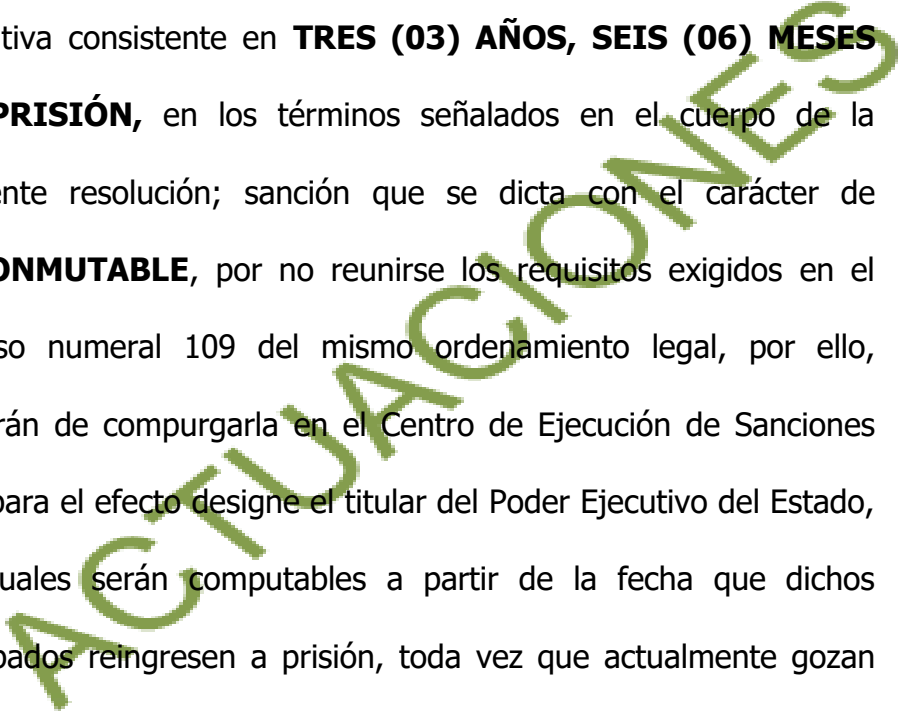 tiva consistente en TRES (03) AÑOS, SEIS (06) MESES
PRISIÓN, en los términos señalados en el cuerpo de la
ente resolución; sanción que se dicta con el carácter de
ONMUTABLE, por no reunirse los requisitos exigidos en el
so numeral 109 del mismo ordenamiento legal, por ello,
rán de compurgarla en el Centro de Ejecución de Sanciones
para el efecto designe el titular del Poder Ejecutivo del Estado,
uales serán computables a partir de la fecha que dichos
pados reingresen a prisión, toda vez que actualmente gozan
ACTUACIONES